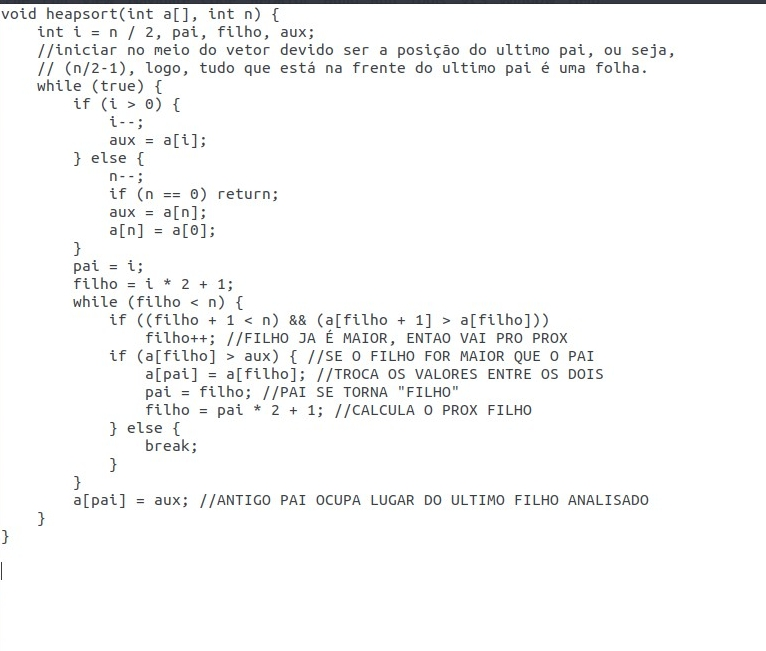 void heapsort(int a[], int n) {
    int i = n / 2, pai, filho, aux;
    //iniciar no meio do vetor devido ser a posição do ultimo pai, ou seja,
    // (n/2-1), logo, tudo que está na frente do ultimo pai é uma folha.
    while (true) {
        if (i > 0) {
            i--;
            aux = a[i];
        } else {
            n--;
            if (n == 0) return;
            aux = a[n];
            a[n] = a[0];
        }
        pai = i;
        filho = i * 2 + 1;
        while (filho < n) {
            if ((filho + 1 < n) && (a[filho + 1] > a[filho]))
                filho++; //FILHO JA É MAIOR, ENTAO VAI PRO PROX
            if (a[filho] > aux) { //SE O FILHO FOR MAIOR QUE O PAI
                a[pai] = a[filho]; //TROCA OS VALORES ENTRE OS DOIS
                pai = filho; //PAI SE TORNA "FILHO"
                filho = pai * 2 + 1; //CALCULA O PROX FILHO
            } else {
                break;
            }
        }
        a[pai] = aux; //ANTIGO PAI OCUPA LUGAR DO ULTIMO FILHO ANALISADO
    }
}